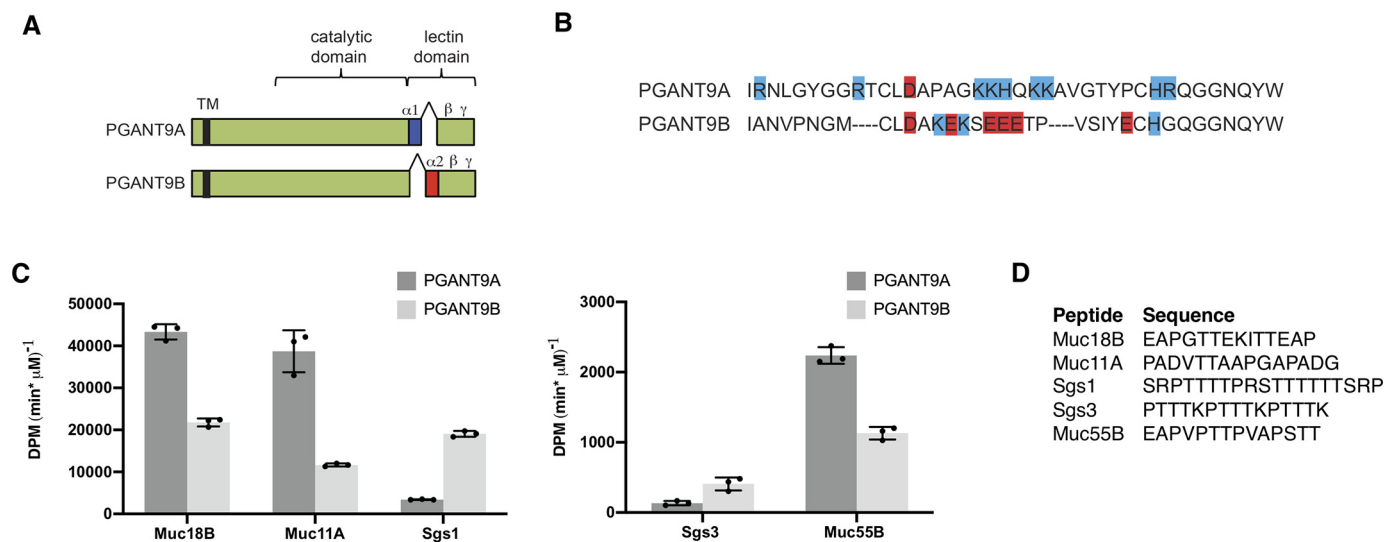 A
catalytic
domain
lectin
domain
TM
α1
β γ
PGANT9A
α2 β γ
PGANT9B
B
PGANT9A IRNLGYGGRTCLDAPAGKKHQKKAVGTYPCHRQGGNQYW
PGANT9B IANVPNGM----CLDAKEKSEEETP----VSIYECHGQGGNQYW
C
PGANT9A
PGANT9B
DPM (min* μM)-1
50000
40000
30000
20000
10000
0
Muc18B Muc11A Sgs1
PGANT9A
PGANT9B
DPM (min* μM)-1
3000
2000
1000
0
Sgs3 Muc55B
D
Peptide Sequence
Muc18B EAPGTTEKITTEAP
Muc11A PADVTTAAPGAPADG
Sgs1 SRPTTTTPRSTTTTTTSRP
Sgs3 PTTTKPTTTKPTTTK
Muc55B EAPVPTTPVAPSTT